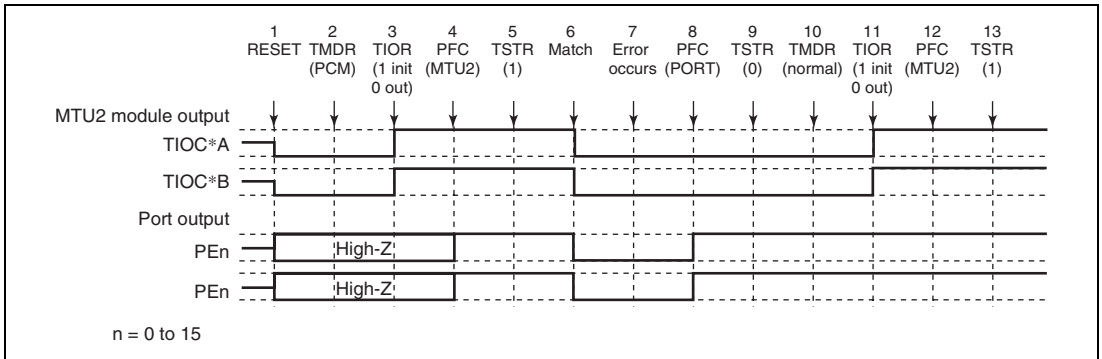 1 2 3 4 5 6 7 8 9 10 11 12 13
RESET TMDR TIOR PFC TSTR Match Error PFC TSTR TMDR TIOR PFC TSTR
(PCM) (1 init (MTU2) (1) occurs (PORT) (0) (normal) (1 init (MTU2) (1)
0 out) 0 out)
MTU2 module output
TIOC*A
TIOC*B
Port output
PEn High-Z
PEn High-Z
n = 0 to 15